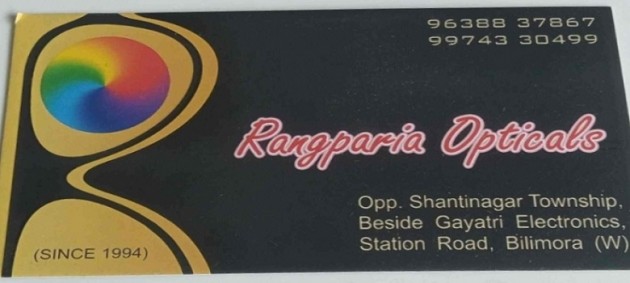 96388 37867
99743 30499
Rangparia Opticals
Opp. Shantinagar Township,
Beside Gayatri Electronics,
Station Road, Bilimora (W)
(SINCE 1994)